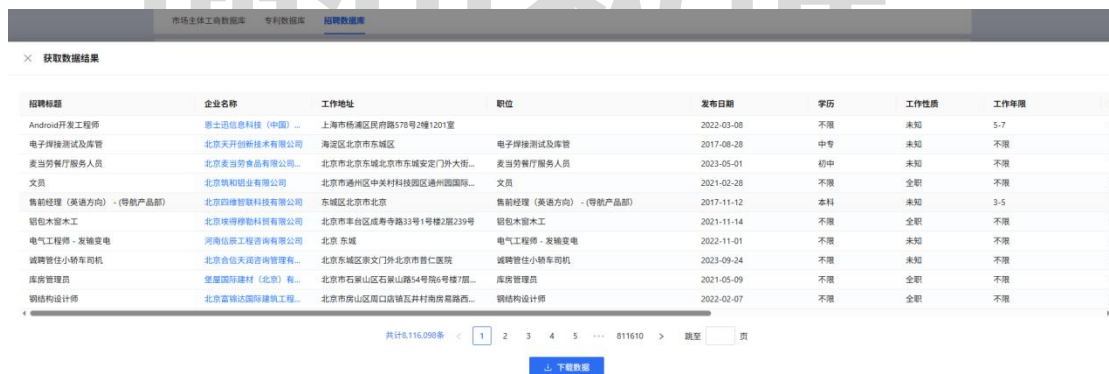 市场主体工商数据库 专利数据库 招聘数据库
× 获取数据结果
招聘标题 企业名称 工作地址 职位 发布日期 学历 工作性质 工作年限
Android开发工程师 恩士迅信息科技（中国）... 上海市杨浦区民府路578号2幢1201室 2022-03-08 不限 未知 5-7
电子焊接测试及库管 北京天开创新技术有限公司 海淀区北京市东城区 电子焊接测试及库管 2017-08-28 中专 未知 不限
麦当劳餐厅服务人员 北京麦当劳食品有限公司... 北京市北京东城北京市东城安定门外大街... 麦当劳餐厅服务人员 2023-05-01 初中 未知 不限
文员 北京筑和铝业有限公司 北京市通州区中关村科技园区通州园国际... 文员 2021-02-28 不限 全职 不限
售前经理（英语方向）-(导航产品部) 北京四维智联科技有限公司 东城区北京市北京 售前经理（英语方向）-(导航产品部) 2017-11-12 本科 未知 3-5
铝包木窗木工 北京埃得穆勒科贸有限公司 北京市丰台区成寿寺路33号1号楼2层239号 铝包木窗木工 2021-11-14 不限 全职 不限
电气工程师 - 发输变电 河南信辰工程咨询有限公司 北京 东城 电气工程师 - 发输变电 2022-11-01 不限 未知 不限
诚聘管住小轿车司机 北京合信天润咨询管理有... 北京东城区崇文门外北京市普仁医院 诚聘管住小轿车司机 2023-09-24 不限 未知 不限
库房管理员 堡屋国际建材（北京）有... 北京市石景山区石景山路54号院6号楼7层... 库房管理员 2021-05-09 不限 全职 不限
钢结构设计师 北京富锦达国际建筑工程... 北京市房山区周口店镇瓦井村南房易路西... 钢结构设计师 2022-02-07 不限 全职 不限
共计8,116,098条 < 1 2 3 4 5 ··· 811610 > 跳至 页
下载数据